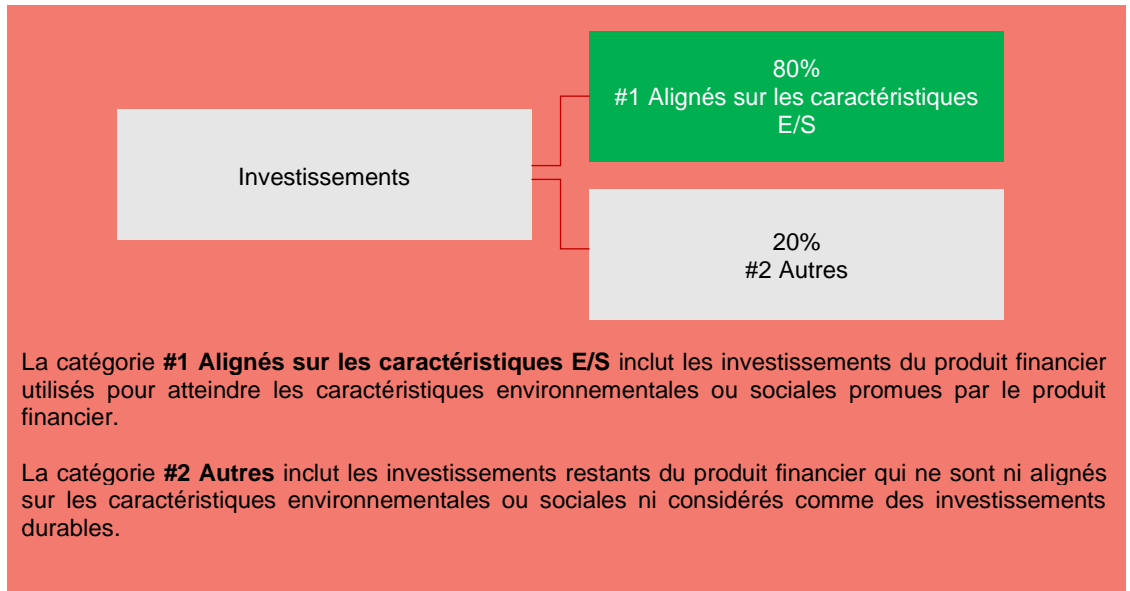 80%
#1 Alignés sur les caractéristiques
E/S
Investissements
20%
#2 Autres
La catégorie #1 Alignés sur les caractéristiques E/S inclut les investissements du produit financier
utilisés pour atteindre les caractéristiques environnementales ou sociales promues par le produit
financier.
La catégorie #2 Autres inclut les investissements restants du produit financier qui ne sont ni alignés
sur les caractéristiques environnementales ou sociales ni considérés comme des investissements
durables.